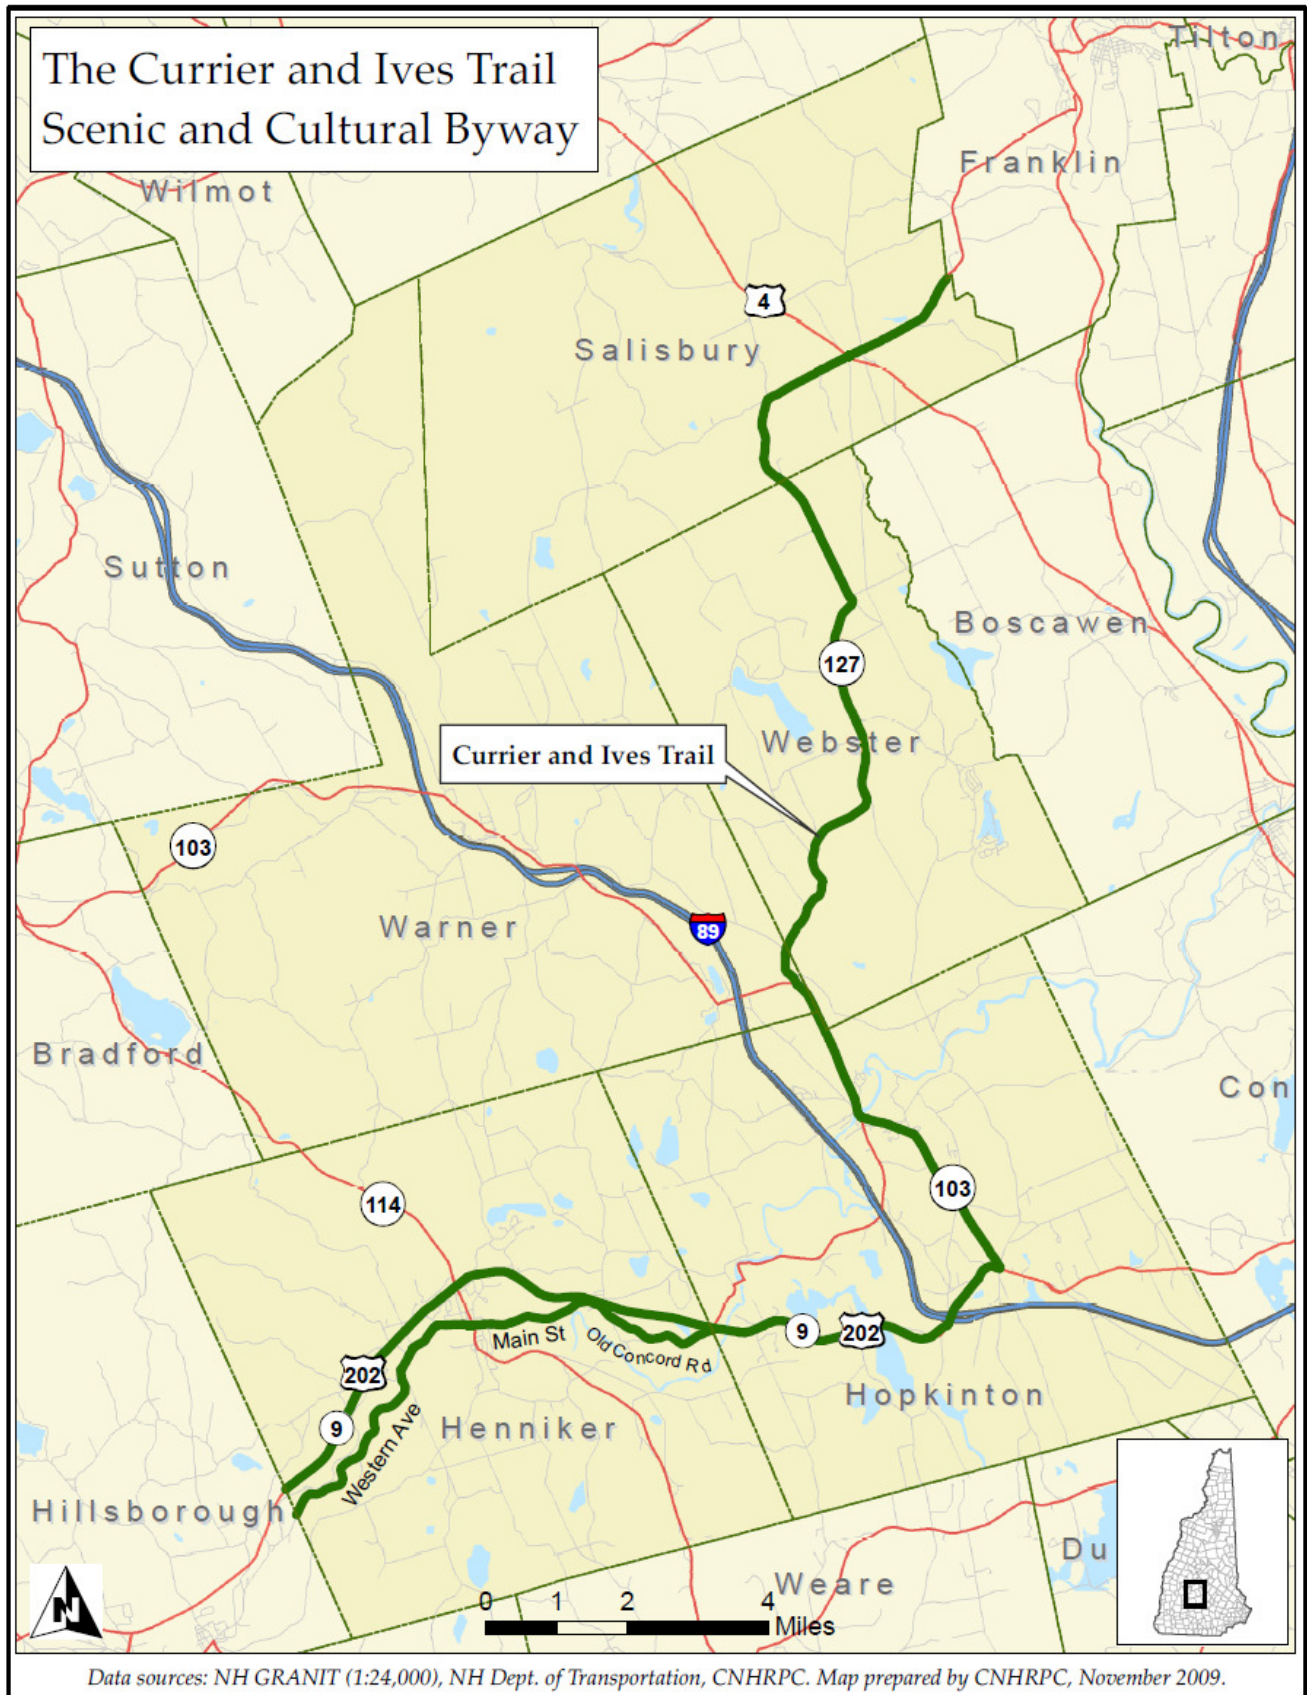 The Currier and Ives Trail
Scenic and Cultural Byway
Tilton
Franklin
Wilmot
4
Salisbury
Sutton
Boscawen
127
Webster
Currier and Ives Trail
103
Warner
89
Bradford
Con
103
114
Main St
Old Concord Rd
9
202
202
Hopkinton
9
Western Ave
Henniker
Hillsborough
Du
Weare
N
0 1 2 4
Miles
Data sources: NH GRANIT (1:24,000), NH Dept. of Transportation, CNHRPC. Map prepared by CNHRPC, November 2009.